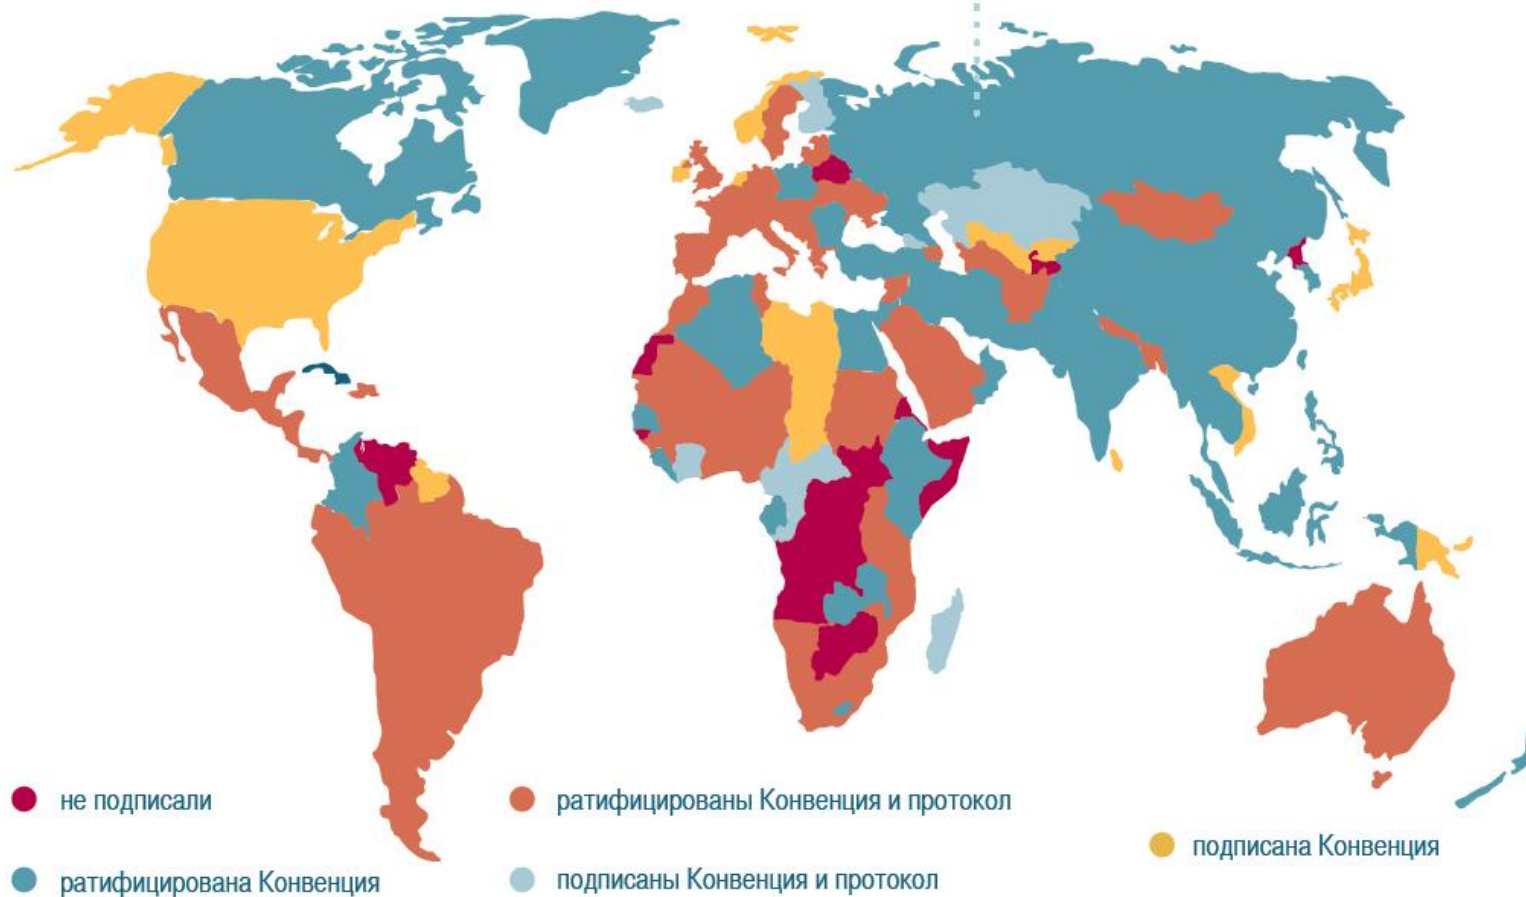 не подписали
ратифицированы Конвенция и протокол
подписана Конвенция
ратифицирована Конвенция
подписаны Конвенция и протокол